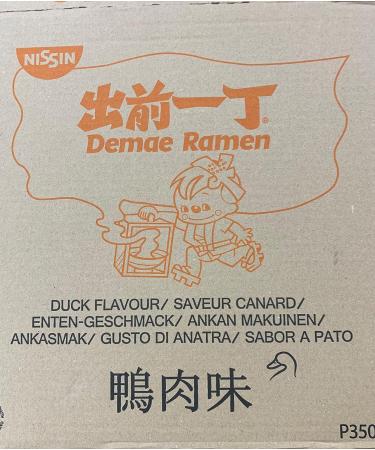 NISSIN
出前一丁®
Demae Ramen
DUCK FLAVOUR/ SAVEUR CANARD/
ENTEN-GESCHMACK/ ANKAN MAKUINEN/
ANKASMAK/ GUSTO DI ANATRA/ SABOR A PATO
鴨肉味
P350